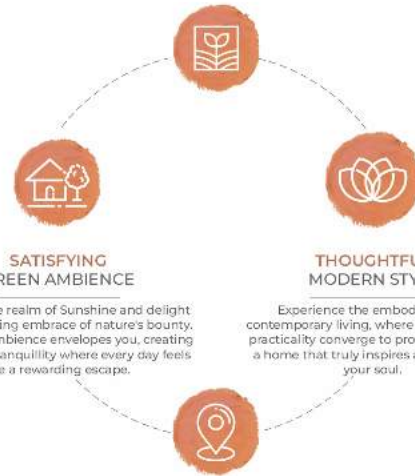 SATISFYING
REEN AMBIENCE
realm of Sunshine and delight
ing embrace of nature's bounty.
mbience envelopes you, creating
anquillity where every day feels
e a rewarding escape.
THOUGHTFU
MODERN STY
Experience the embod
contemporary living, where
practicality converge to pro
a home that truly inspires a
your soul.